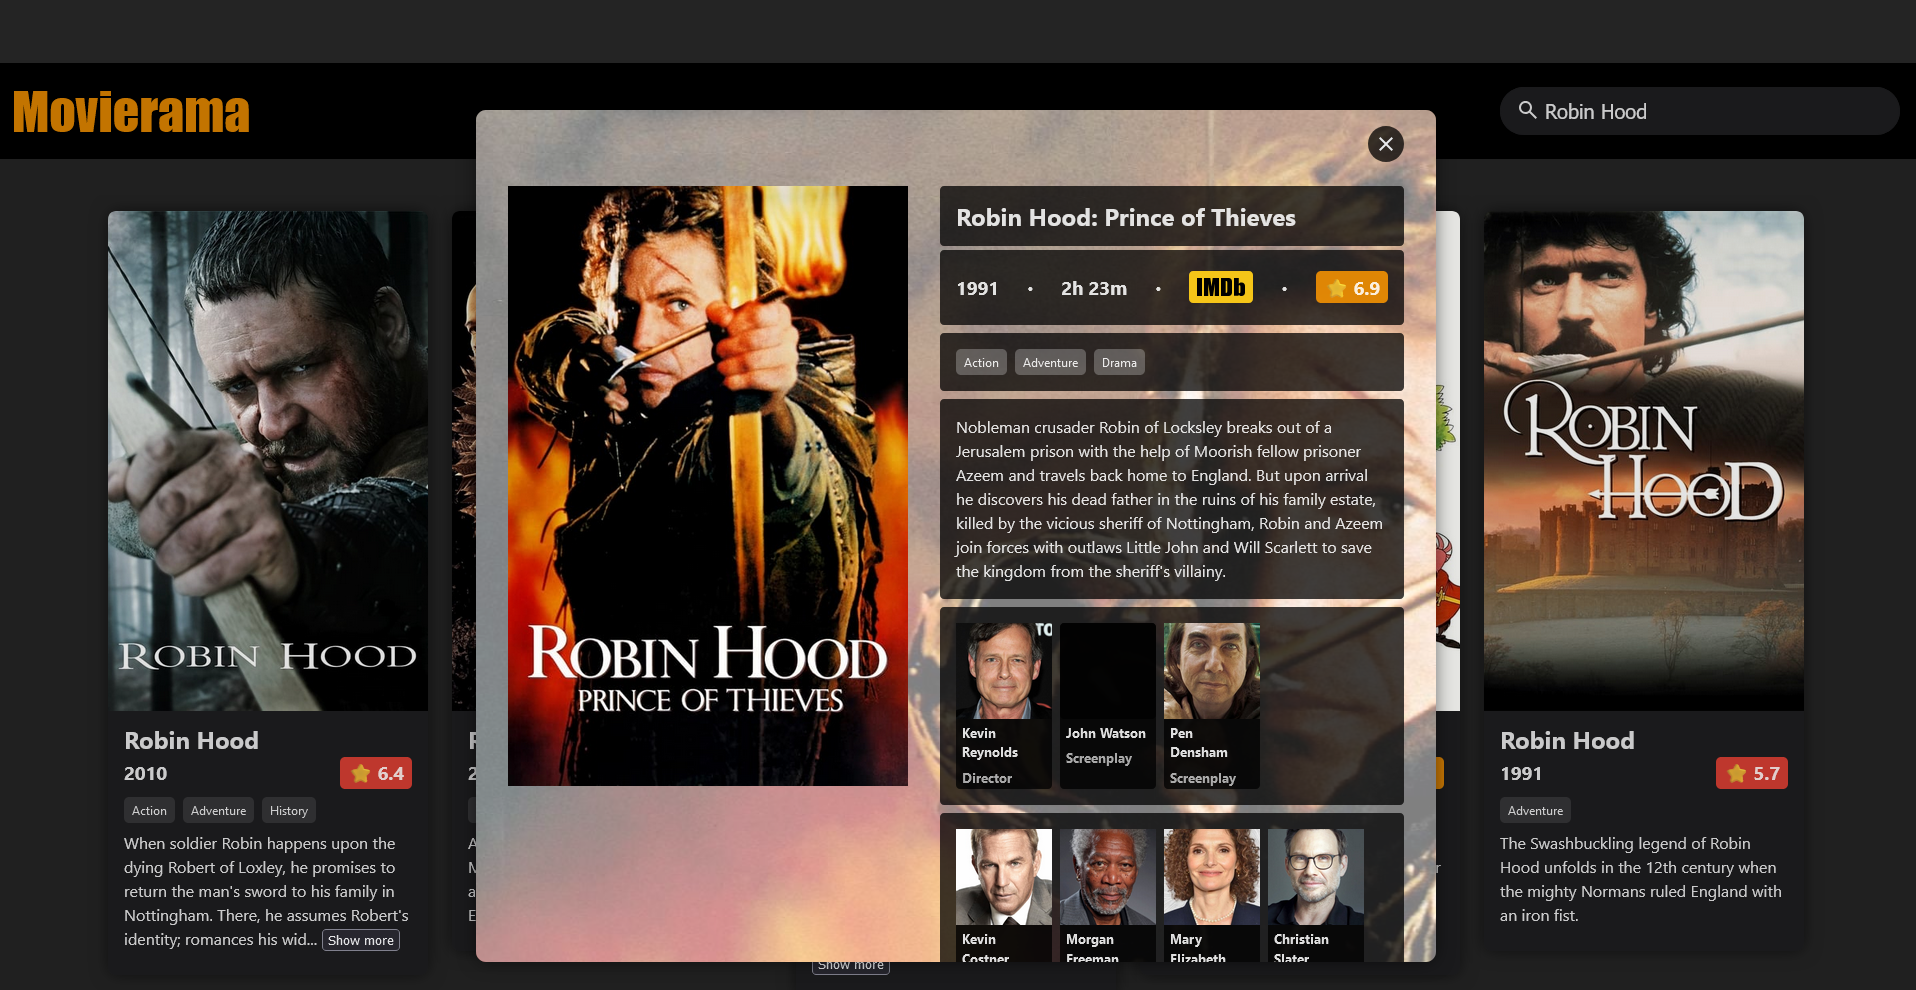 Movierama
Robin Hood
ROBIN HOOD
Robin Hood
2010
6.4
Action
Adventure
History
When soldier Robin happens upon the
dying Robert of Loxley, he promises to
return the man's sword to his family in
Nottingham. There, he assumes Robert's
identity; romances his wid... Show more
ROBIN HOOD
PRINCE OF THIEVES
Robin Hood: Prince of Thieves
1991 • 2h 23m • IMDb • 6.9
Action
Adventure
Drama
Nobleman crusader Robin of Locksley breaks out of a
Jerusalem prison with the help of Moorish fellow prisoner
Azeem and travels back home to England. But upon arrival
he discovers his dead father in the ruins of his family estate,
killed by the vicious sheriff of Nottingham, Robin and Azeem
join forces with outlaws Little John and Will Scarlett to save
the kingdom from the sheriff's villainy.
Kevin
Reynolds
Director
John Watson
Screenplay
Pen
Densham
Screenplay
Kevin
Costner
Morgan
Freeman
Mary
Elizabeth
Christian
Slater
Show more
ROBIN
HOOD
Robin Hood
1991
5.7
Adventure
The Swashbuckling legend of Robin
Hood unfolds in the 12th century when
the mighty Normans ruled England with
an iron fist.